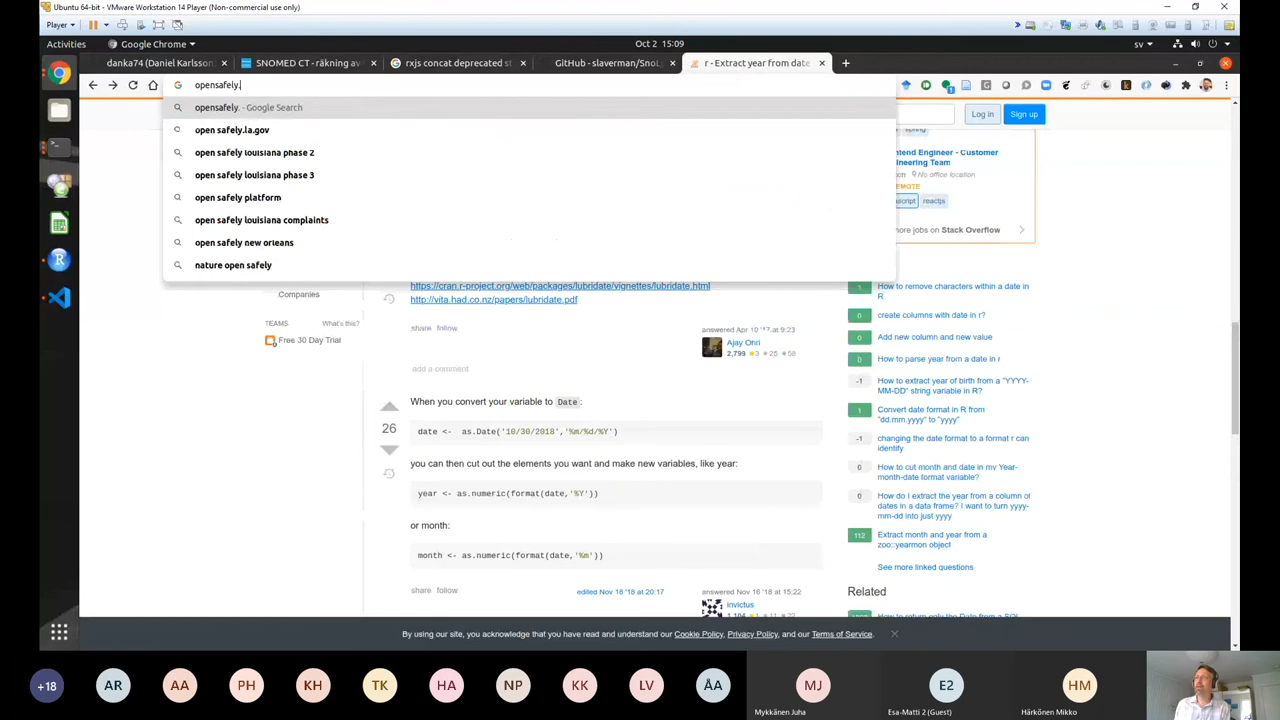 Ubuntu 64-bit - VMware Workstation 14 Player (Non-commercial use only)
Player
Activities
Google Chrome
Oct 2 15:09
sv
danka74 (Daniel Karlsson)
SNOMED CT - räkning av
rxjs concat deprecated st
GitHub - slaverman/SnoL
r - Extract year from date
opensafely.
opensafely. - Google Search
open safely.la.gov
open safely louisiana phase 2
open safely louisiana phase 3
open safely platform
open safely louisiana complaints
open safely new orleans
nature open safely
Log in
Sign up
spring
ntend Engineer - Customer
ineering Team
No office location
EMOTE
script
reactjs
more jobs on Stack Overflow
Companies
TEAMS
What's this?
Free 30 Day Trial
https://cran.r-project.org/web/packages/lubridate/vignettes/lubridate.html
http://vita.had.co.nz/papers/lubridate.pdf
share follow
answered Apr 10 '17 at 9:23
Ajay Ohri
2,799
add a comment
26
When you convert your variable to Date:
date <- as.Date('10/30/2018','%m/%d/%Y')
you can then cut out the elements you want and make new variables, like year:
year <- as.numeric(format(date,'%Y'))
or month:
month <- as.numeric(format(date,'%m'))
share follow
edited Nov 18 '18 at 20:17
answered Nov 16 '18 at 15:22
invictus
1 How to remove characters within a date in
R
0 create columns with date in r?
0 Add new column and new value
0 How to parse year from a date in r
-1 How to extract year of birth from a "YYYY-
MM-DD" string variable in R?
1 Convert date format in R from
"dd.mm.yyyy" to "yyyy"
-1 changing the date format to a format r can
identify
0 How to cut month and date in my Year-
month-date format variable?
0 How do I extract the year from a column of
dates in a data frame? I want to turn yyyy-
mm-dd into just yyyy
112 Extract month and year from a
zoo::yearmon object
See more linked questions
Related
By using our site, you acknowledge that you have read and understand our Cookie Policy, Privacy Policy, and our Terms of Service.
+18
AR
AA
PH
KH
TK
HA
NP
KK
LV
ÅA
MJ
Mykkänen Juha
E2
Esa-Matti 2 (Guest)
HM
Härkönen Mikko